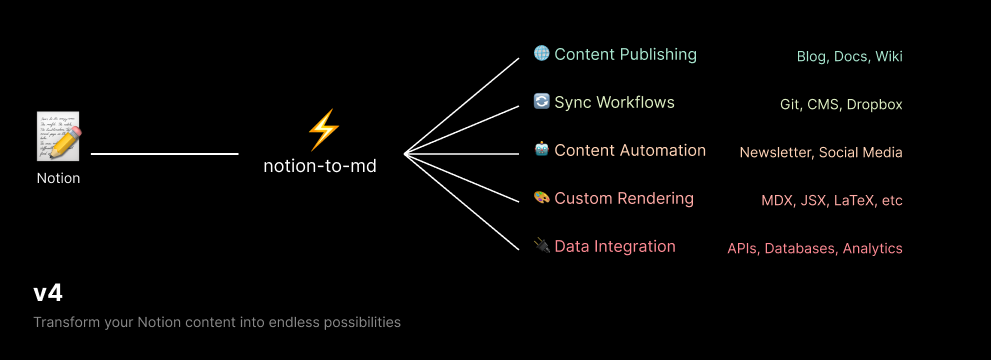 Notion
notion-to-md
Content Publishing Blog, Docs, Wiki
Sync Workflows Git, CMS, Dropbox
Content Automation Newsletter, Social Media
Custom Rendering MDX, JSX, LaTeX, etc
Data Integration APIs, Databases, Analytics
v4
Transform your Notion content into endless possibilities